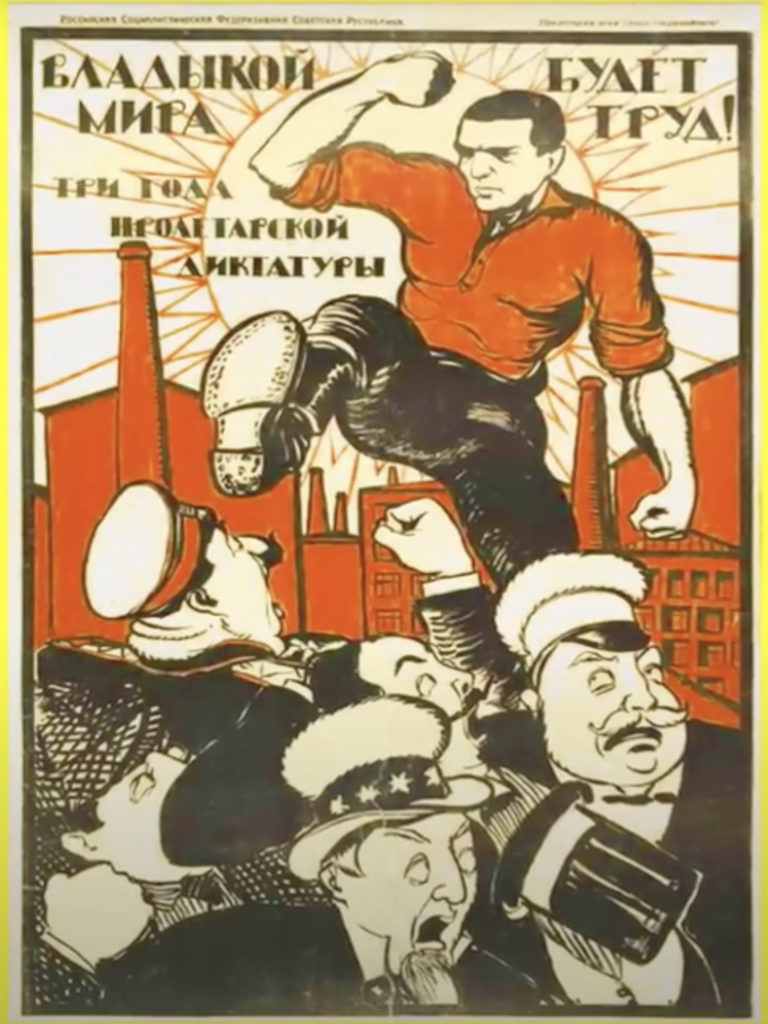 Российская Социалистическая Федеративная Советская Республика.
ВЛАДЫКОЙ БУДЕТ
МИРА ТРУД!
ТРИ ГОДА
ПРОЛЕТАРСКОЙ
ДИКТАТУРЫ